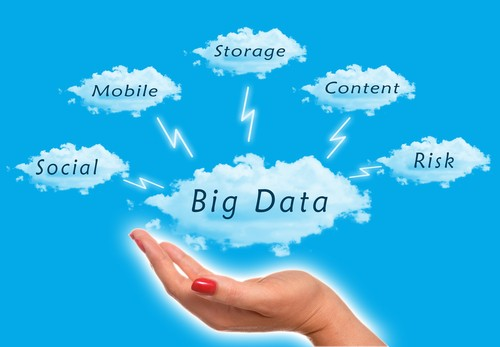 Storage
Mobile
Content
Social
Risk
Big Data